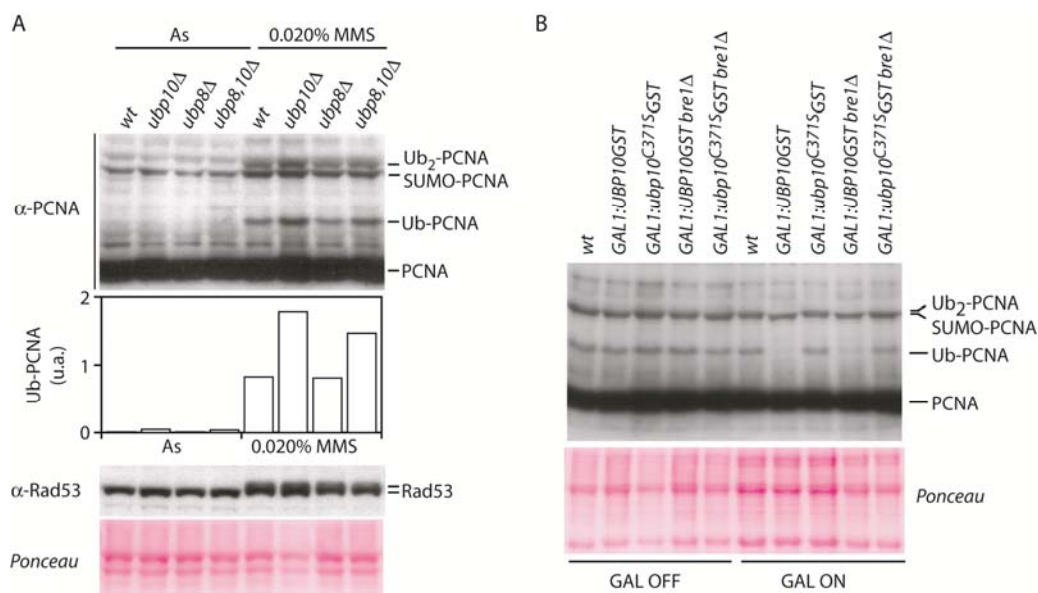 A
As
0.020% MMS
wt
ubp10Δ
ubp8Δ
ubp8,10Δ
wt
ubp10Δ
ubp8Δ
ubp8,10Δ
α-PCNA
Ub2-PCNA
SUMO-PCNA
Ub-PCNA
PCNA
Ub-PCNA
(u.a.)
2
1
0
As
0.020% MMS
α-Rad53
Rad53
Ponceau
B
wt
GAL1:UBP10GST
GAL1:ubp10C371SGST
GAL1:UBP10GST bre1Δ
GAL1:ubp10C371SGST bre1Δ
wt
GAL1:UBP10GST
GAL1:ubp10C371SGST
GAL1:UBP10GST bre1Δ
GAL1:ubp10C371SGST bre1Δ
Ub2-PCNA
SUMO-PCNA
Ub-PCNA
PCNA
Ponceau
GAL OFF
GAL ON